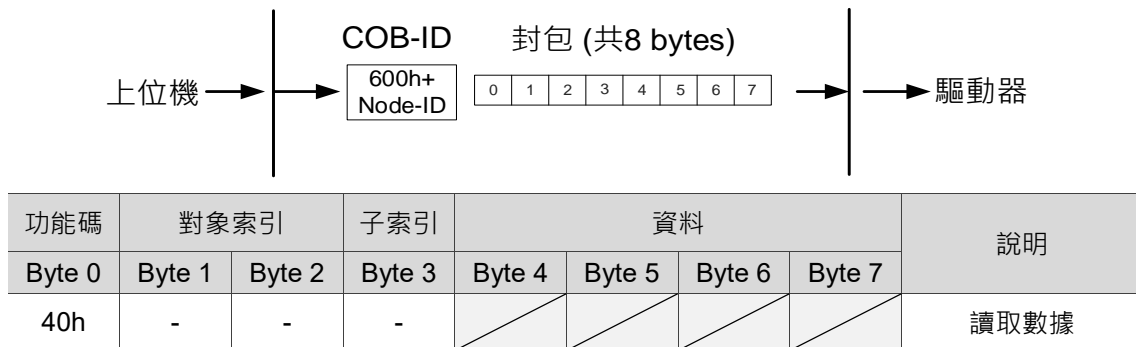 COB-ID 封包 (共8 bytes)
上位機 600h+ Node-ID 0 1 2 3 4 5 6 7 驅動器
功能碼 對象索引 子索引 資料 說明
Byte 0 Byte 1 Byte 2 Byte 3 Byte 4 Byte 5 Byte 6 Byte 7
40h - - - 讀取數據